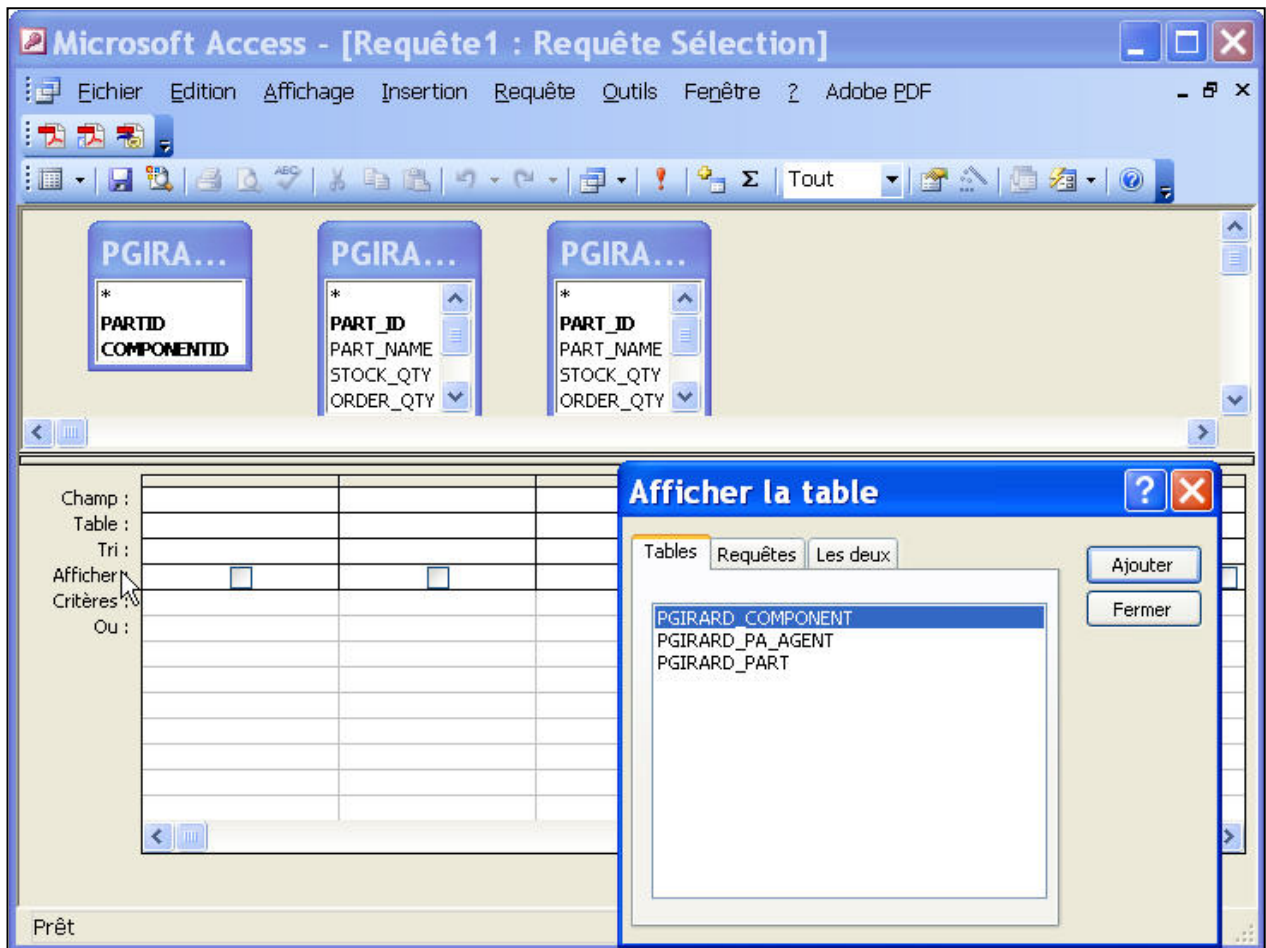 Microsoft Access - [Requête1 : Requête Sélection]
Eichier Edition Affichage Insertion Requête Outils Fenêtre ? Adobe PDF
ABC Σ Tout
PGIRA... PGIRA... PGIRA...
* * *
PARTID PART_ID PART_ID
COMPONENTID PART_NAME PART_NAME
STOCK_QTY STOCK_QTY
ORDER_QTY ORDER_QTY
Champ :
Table :
Tri :
Afficher :
Critères :
Ou :
Afficher la table
Tables Requêtes Les deux
Ajouter
Fermer
PGIRARD_COMPONENT
PGIRARD_PA_AGENT
PGIRARD_PART
Prêt